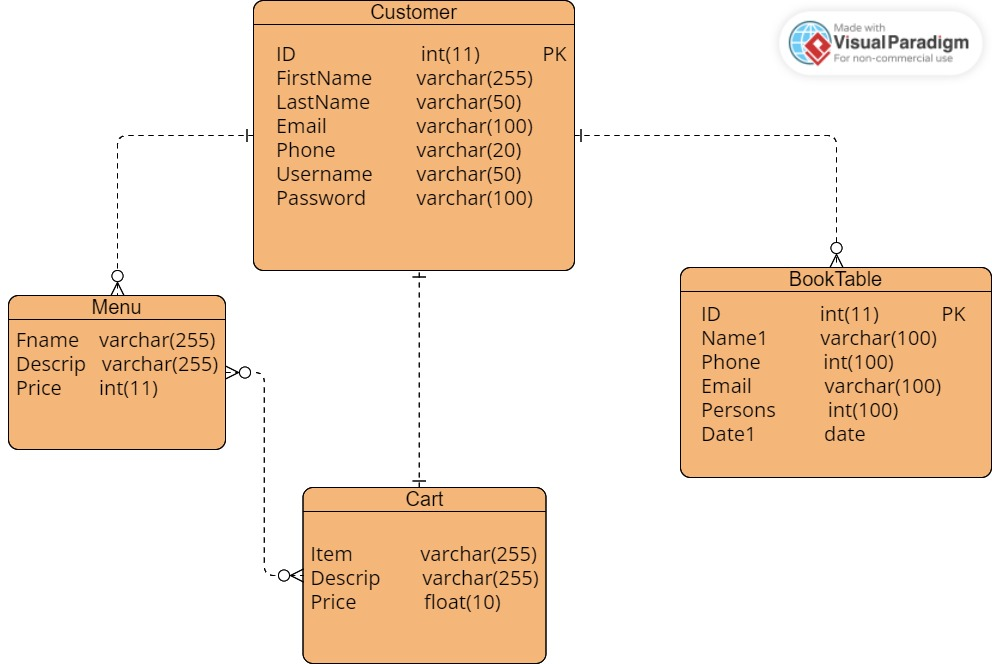 Customer
ID int(11) PK
FirstName varchar(255)
LastName varchar(50)
Email varchar(100)
Phone varchar(20)
Username varchar(50)
Password varchar(100)
Made with
Visual Paradigm
For non-commercial use
Menu
Fname varchar(255)
Descrip varchar(255)
Price int(11)
BookTable
ID int(11) PK
Name1 varchar(100)
Phone int(100)
Email varchar(100)
Persons int(100)
Date1 date
Cart
Item varchar(255)
Descrip varchar(255)
Price float(10)